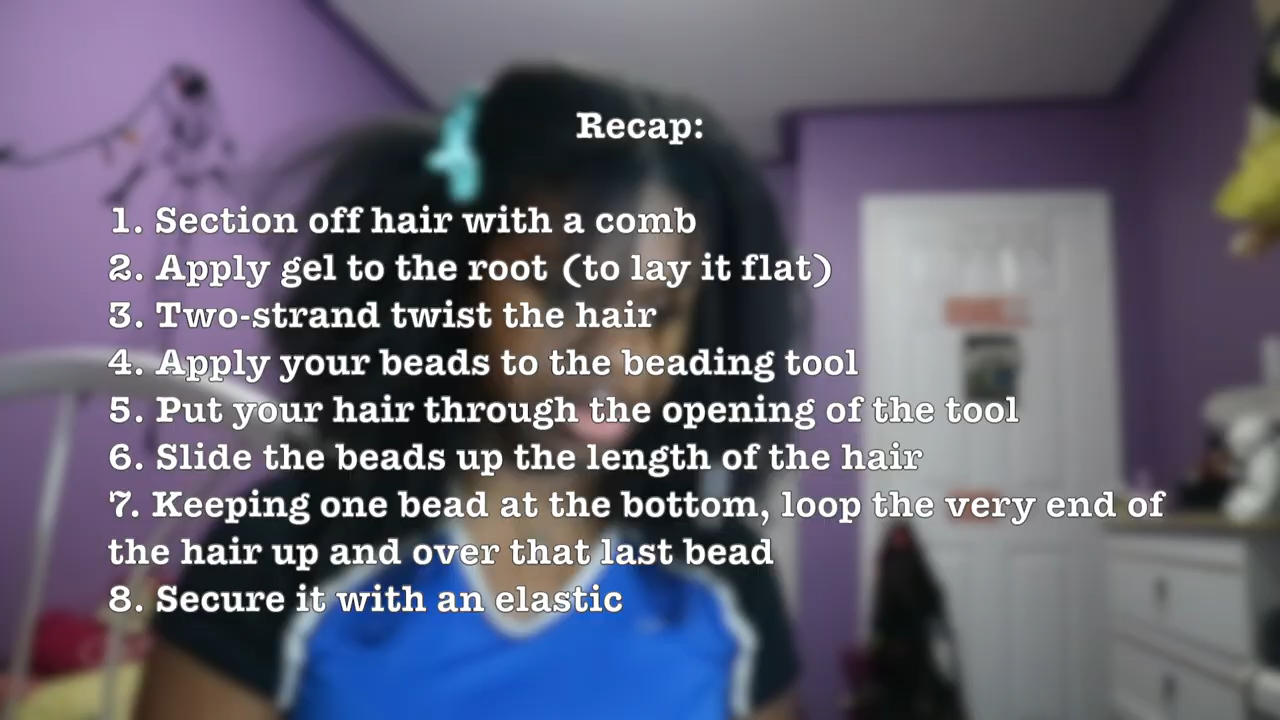 Recap:
1. Section off hair with a comb
2. Apply gel to the root (to lay it flat)
3. Two-strand twist the hair
4. Apply your beads to the beading tool
5. Put your hair through the opening of the tool
6. Slide the beads up the length of the hair
7. Keeping one bead at the bottom, loop the very end of
the hair up and over that last bead
8. Secure it with an elastic